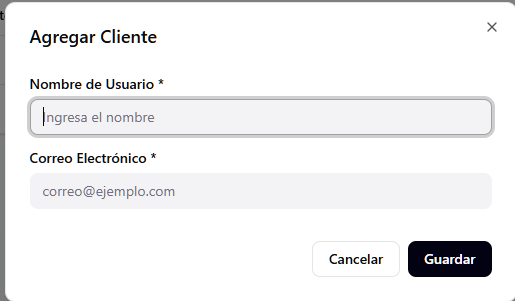 Agregar Cliente
Nombre de Usuario *
Ingresa el nombre
Correo Electrónico *
correo@ejemplo.com
Cancelar
Guardar